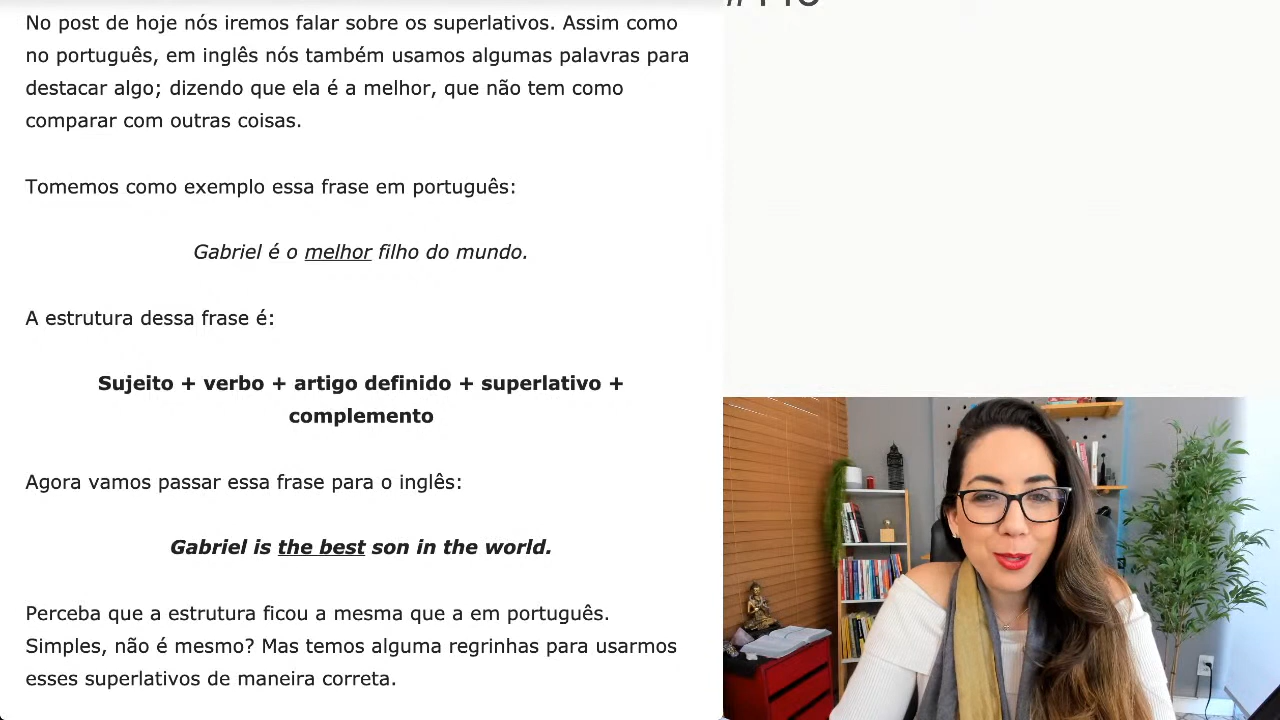 No post de hoje nós iremos falar sobre os superlativos. Assim como
no português, em inglês nós também usamos algumas palavras para
destacar algo; dizendo que ela é a melhor, que não tem como
comparar com outras coisas.
Tomemos como exemplo essa frase em português:
Gabriel é o melhor filho do mundo.
A estrutura dessa frase é:
Sujeito + verbo + artigo definido + superlativo +
complemento
Agora vamos passar essa frase para o inglês:
Gabriel is the best son in the world.
Perceba que a estrutura ficou a mesma que a em português.
Simples, não é mesmo? Mas temos alguma regrinhas para usarmos
esses superlativos de maneira correta.